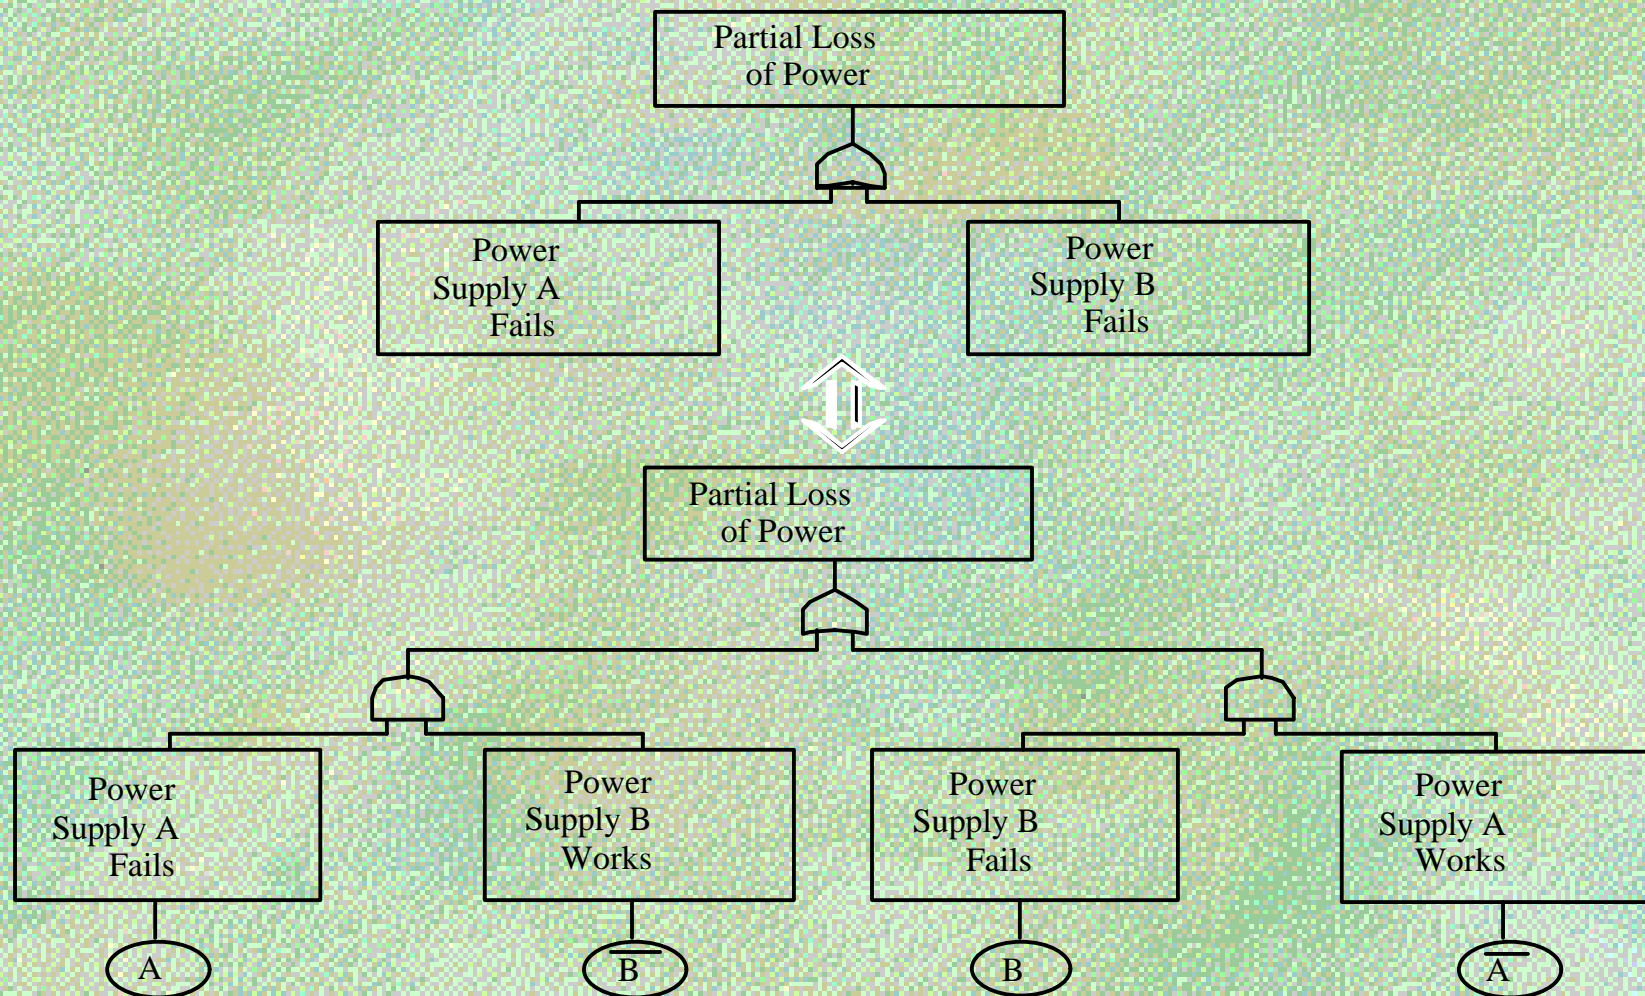 Partial Loss
of Power
Power
Supply A
Fails
Power
Supply B
Fails
Partial Loss
of Power
Power
Supply A
Fails
Power
Supply B
Works
Power
Supply B
Fails
Power
Supply A
Works
A
B̅
B
A̅